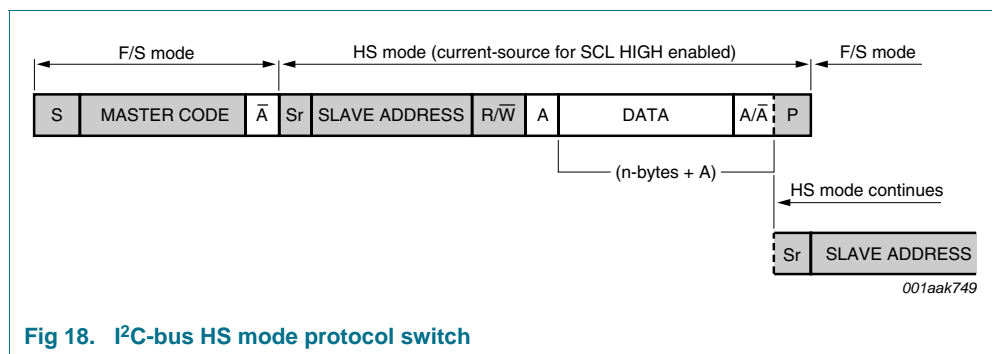 F/S mode HS mode (current-source for SCL HIGH enabled) F/S mode
S MASTER CODE A̅ Sr SLAVE ADDRESS R/W̅ A DATA A/A̅ P
(n-bytes + A)
HS mode continues
Sr SLAVE ADDRESS
001aak749
Fig 18. I²C-bus HS mode protocol switch